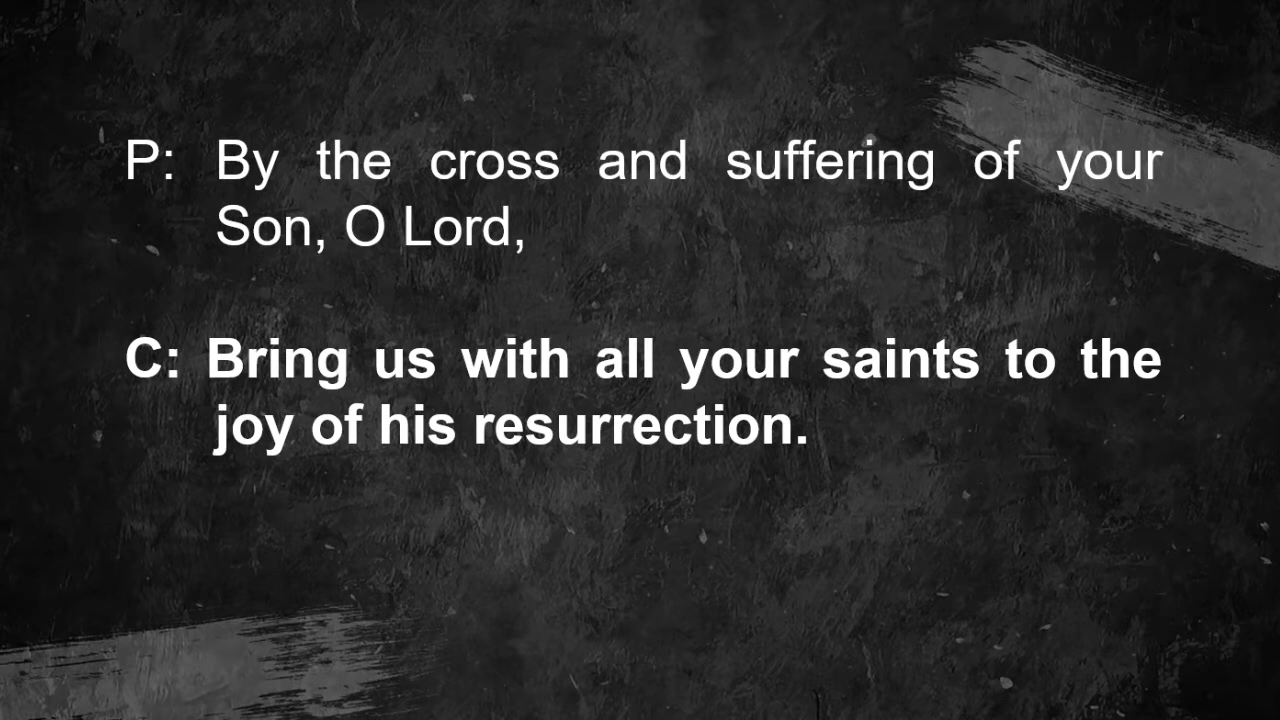 P: By the cross and suffering of your
Son, O Lord,
C: Bring us with all your saints to the
joy of his resurrection.